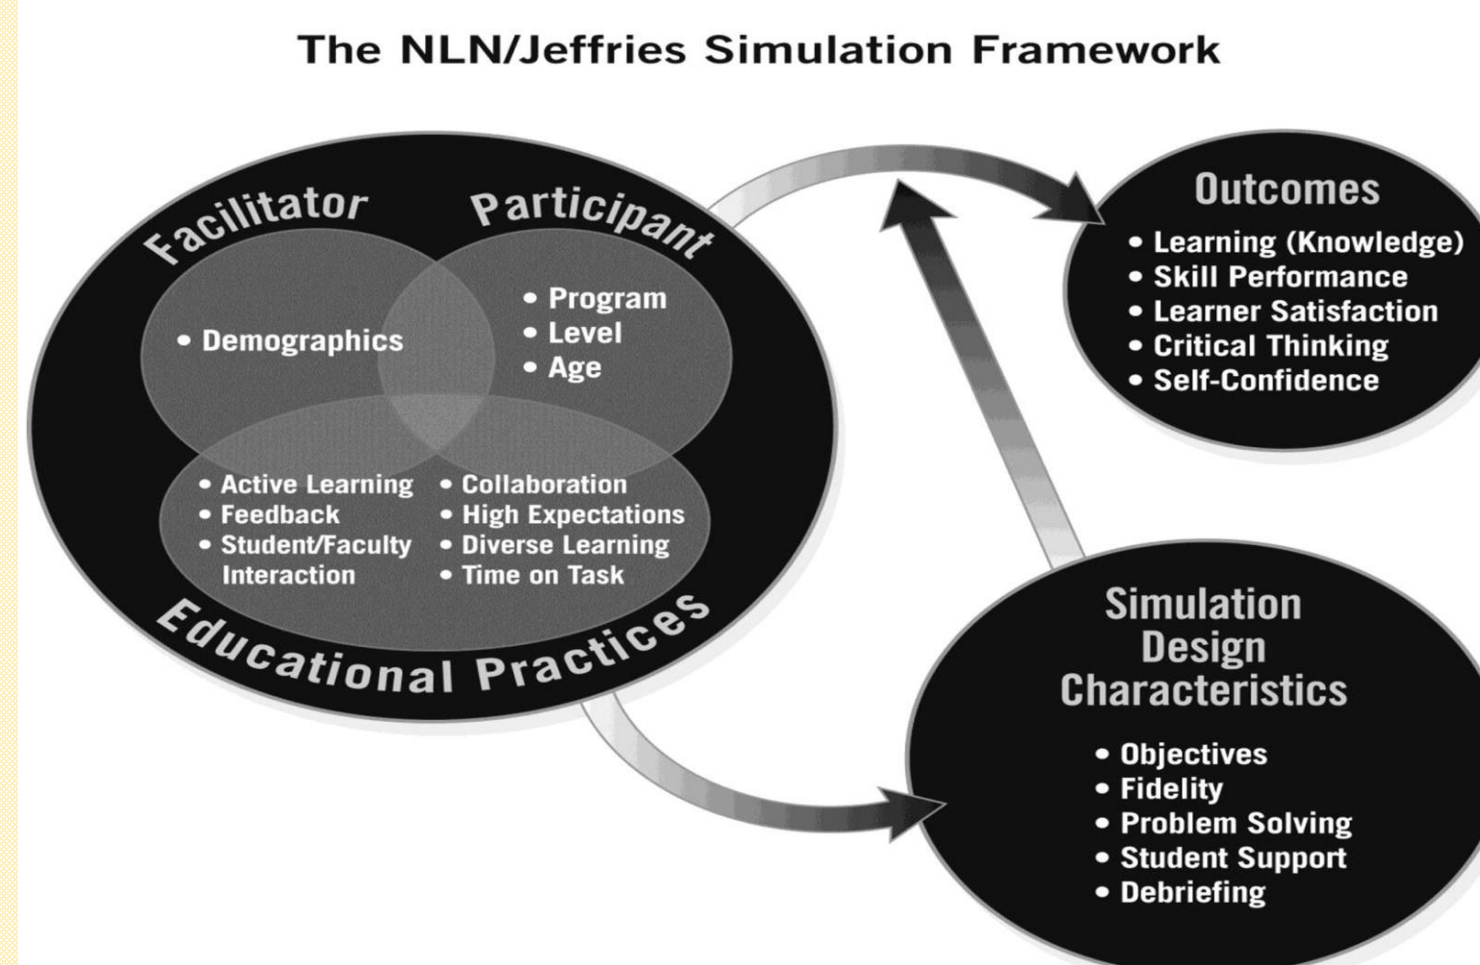 The NLN/Jeffries Simulation Framework
Facilitator
• Demographics
Participant
• Program
• Level
• Age
• Active Learning
• Feedback
• Student/Faculty
Interaction
• Collaboration
• High Expectations
• Diverse Learning
• Time on Task
Educational Practices
Outcomes
• Learning (Knowledge)
• Skill Performance
• Learner Satisfaction
• Critical Thinking
• Self-Confidence
Simulation
Design
Characteristics
• Objectives
• Fidelity
• Problem Solving
• Student Support
• Debriefing